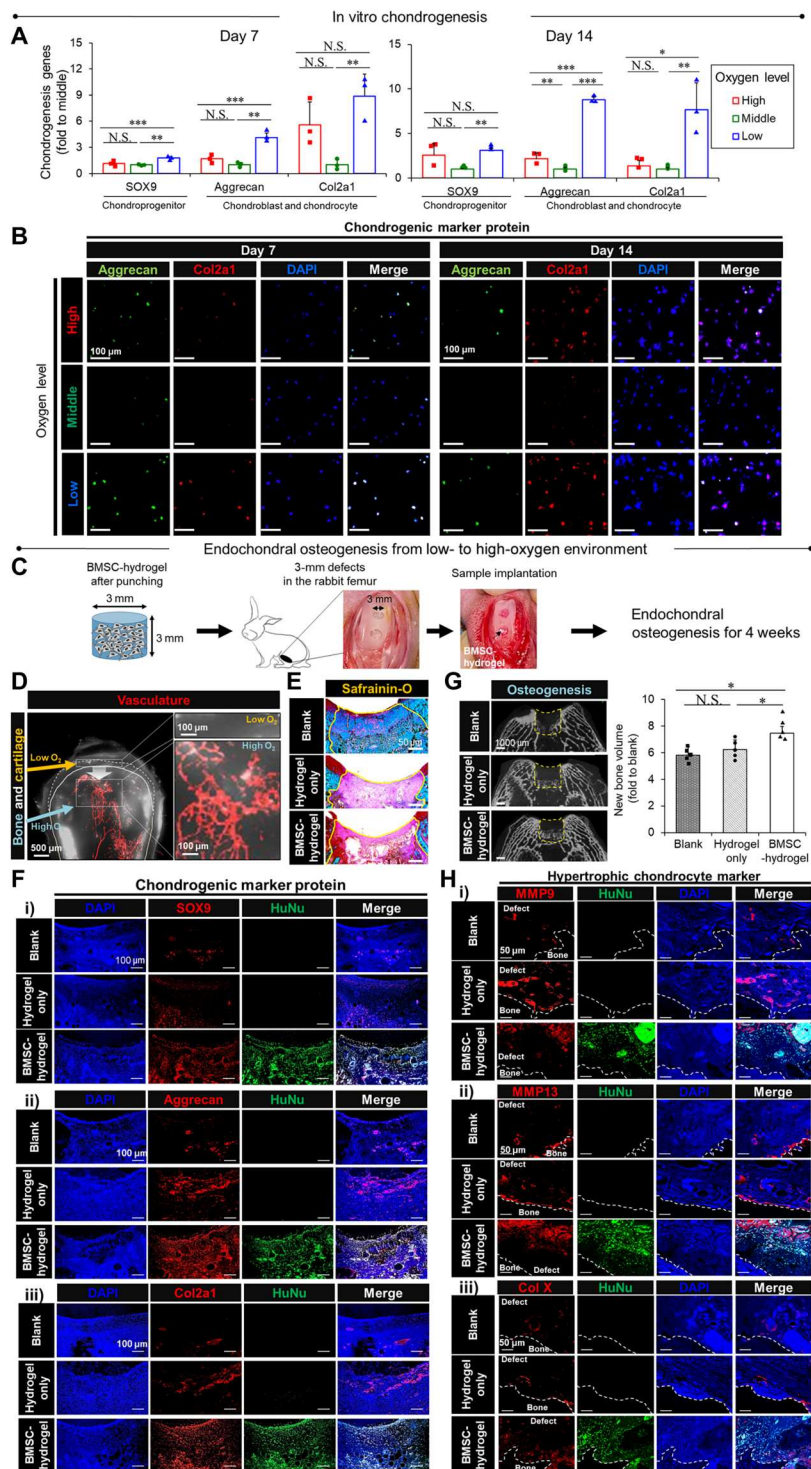 In vitro chondrogenesis
A
Day 7
Day 14
Chondrogenesis genes
(fold to middle)
15
10
5
0
N.S.
***
N.S.
**
***
N.S.
**
N.S.
N.S.
**
SOX9
Aggrecan
Col2a1
Chondroprogenitor
Chondroblast and chondrocyte
15
10
5
0
N.S.
N.S.
**
***
**
***
*
N.S.
**
SOX9
Aggrecan
Col2a1
Chondroprogenitor
Chondroblast and chondrocyte
Oxygen level
High
Middle
Low
B
Chondrogenic marker protein
Day 7
Day 14
Aggrecan
Col2a1
DAPI
Merge
Aggrecan
Col2a1
DAPI
Merge
Oxygen level
High
100 µm
100 µm
Middle
Low
Endochondral osteogenesis from low- to high-oxygen environment
C
BMSC-hydrogel
after punching
3 mm
3 mm
3-mm defects
in the rabbit femur
3 mm
Sample implantation
BMSC-
hydrogel
Endochondral
osteogenesis for 4 weeks
D
Vasculature
Bone and cartilage
Low O₂
High O₂
500 µm
Low O₂
100 µm
High O₂
100 µm
E
Safrainin-O
Blank
50 µm
Hydrogel
only
BMSC-
hydrogel
G
Osteogenesis
Blank
1000 µm
Hydrogel
only
BMSC-
hydrogel
New bone volume
(fold to blank)
10
8
6
4
2
0
*
N.S.
*
Blank
Hydrogel
only
BMSC
-hydrogel
F
Chondrogenic marker protein
i)
DAPI
SOX9
HuNu
Merge
Blank
100 µm
Hydrogel
only
BMSC-
hydrogel
ii)
DAPI
Aggrecan
HuNu
Merge
Blank
100 µm
Hydrogel
only
BMSC-
hydrogel
iii)
DAPI
Col2a1
HuNu
Merge
Blank
100 µm
Hydrogel
only
BMSC-
hydrogel
H
Hypertrophic chondrocyte marker
i)
MMP9
HuNu
DAPI
Merge
Blank
Defect
50 µm
Bone
Hydrogel
only
Defect
Bone
BMSC-
hydrogel
Defect
Bone
ii)
MMP13
HuNu
DAPI
Merge
Blank
Defect
50 µm
Bone
Hydrogel
only
Defect
Bone
BMSC-
hydrogel
Bone
Defect
iii)
Col X
HuNu
DAPI
Merge
Blank
Defect
50 µm
Bone
Hydrogel
only
Defect
Bone
BMSC-
hydrogel
Defect
Bone